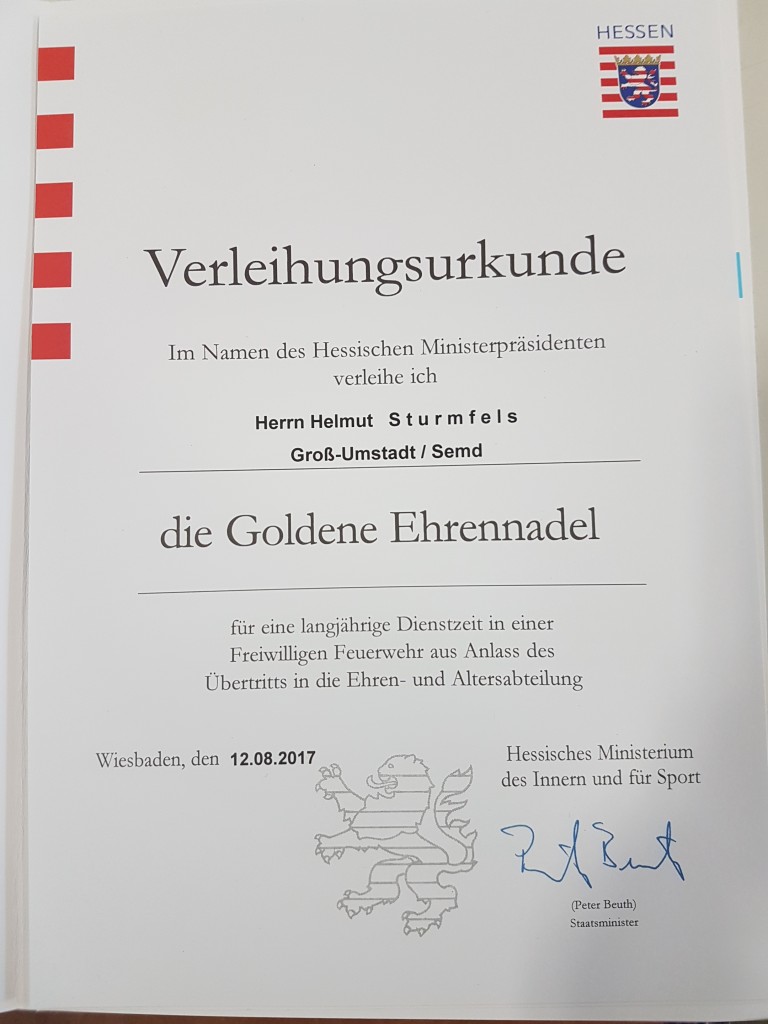 HESSEN
Verleihungsurkunde
Im Namen des Hessischen Ministerpräsidenten
verleihe ich
Herrn Helmut S t u r m f e l s
Groß-Umstadt / Semd
die Goldene Ehrennadel
für eine langjährige Dienstzeit in einer
Freiwilligen Feuerwehr aus Anlass des
Übertritts in die Ehren- und Altersabteilung
Wiesbaden, den 12.08.2017
Hessisches Ministerium
des Innern und für Sport
(Peter Beuth)
Staatsminister